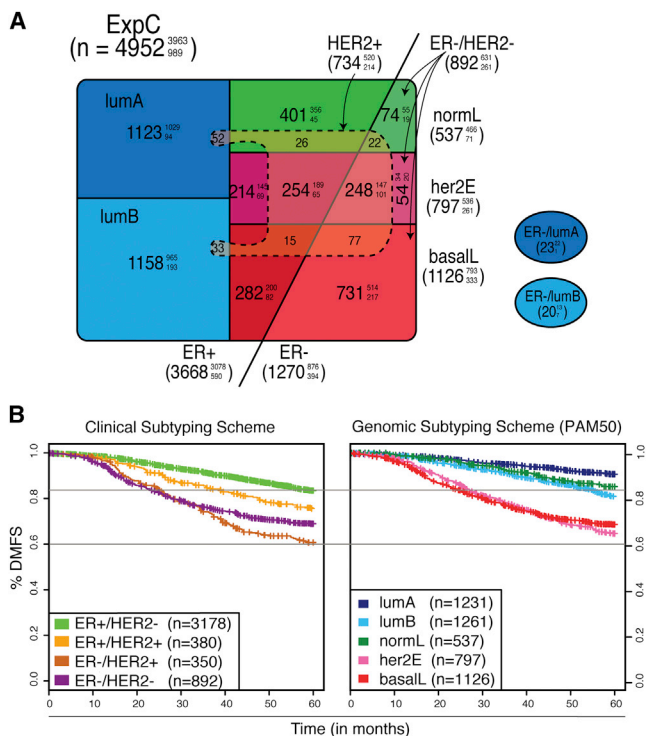 A
ExpC
(n = 4952 3963 989)
HER2+
(734 520 214)
ER-/HER2-
(892 631 261)
lumA
1123 1029 94
401 356 45
74 55 19
normL
(537 466 71)
52
26
22
214 145 69
254 189 65
248 147 101
54 34 20
her2E
(797 536 261)
lumB
1158 965 193
33
15
77
basalL
(1126 793 333)
282 200 82
731 514 217
ER-/lumA
(23)
ER-/lumB
(20)
ER+
(3668 3078 590)
ER-
(1270 876 394)
B
Clinical Subtyping Scheme
Genomic Subtyping Scheme (PAM50)
% DMFS
1.0
0.8
0.6
0.4
0.2
0.0
ER+/HER2- (n=3178)
ER+/HER2+ (n=380)
ER-/HER2+ (n=350)
ER-/HER2- (n=892)
0 10 20 30 40 50 60
lumA (n=1231)
lumB (n=1261)
normL (n=537)
her2E (n=797)
basalL (n=1126)
0 10 20 30 40 50 60
1.0
0.8
0.6
0.4
0.2
0.0
Time (in months)